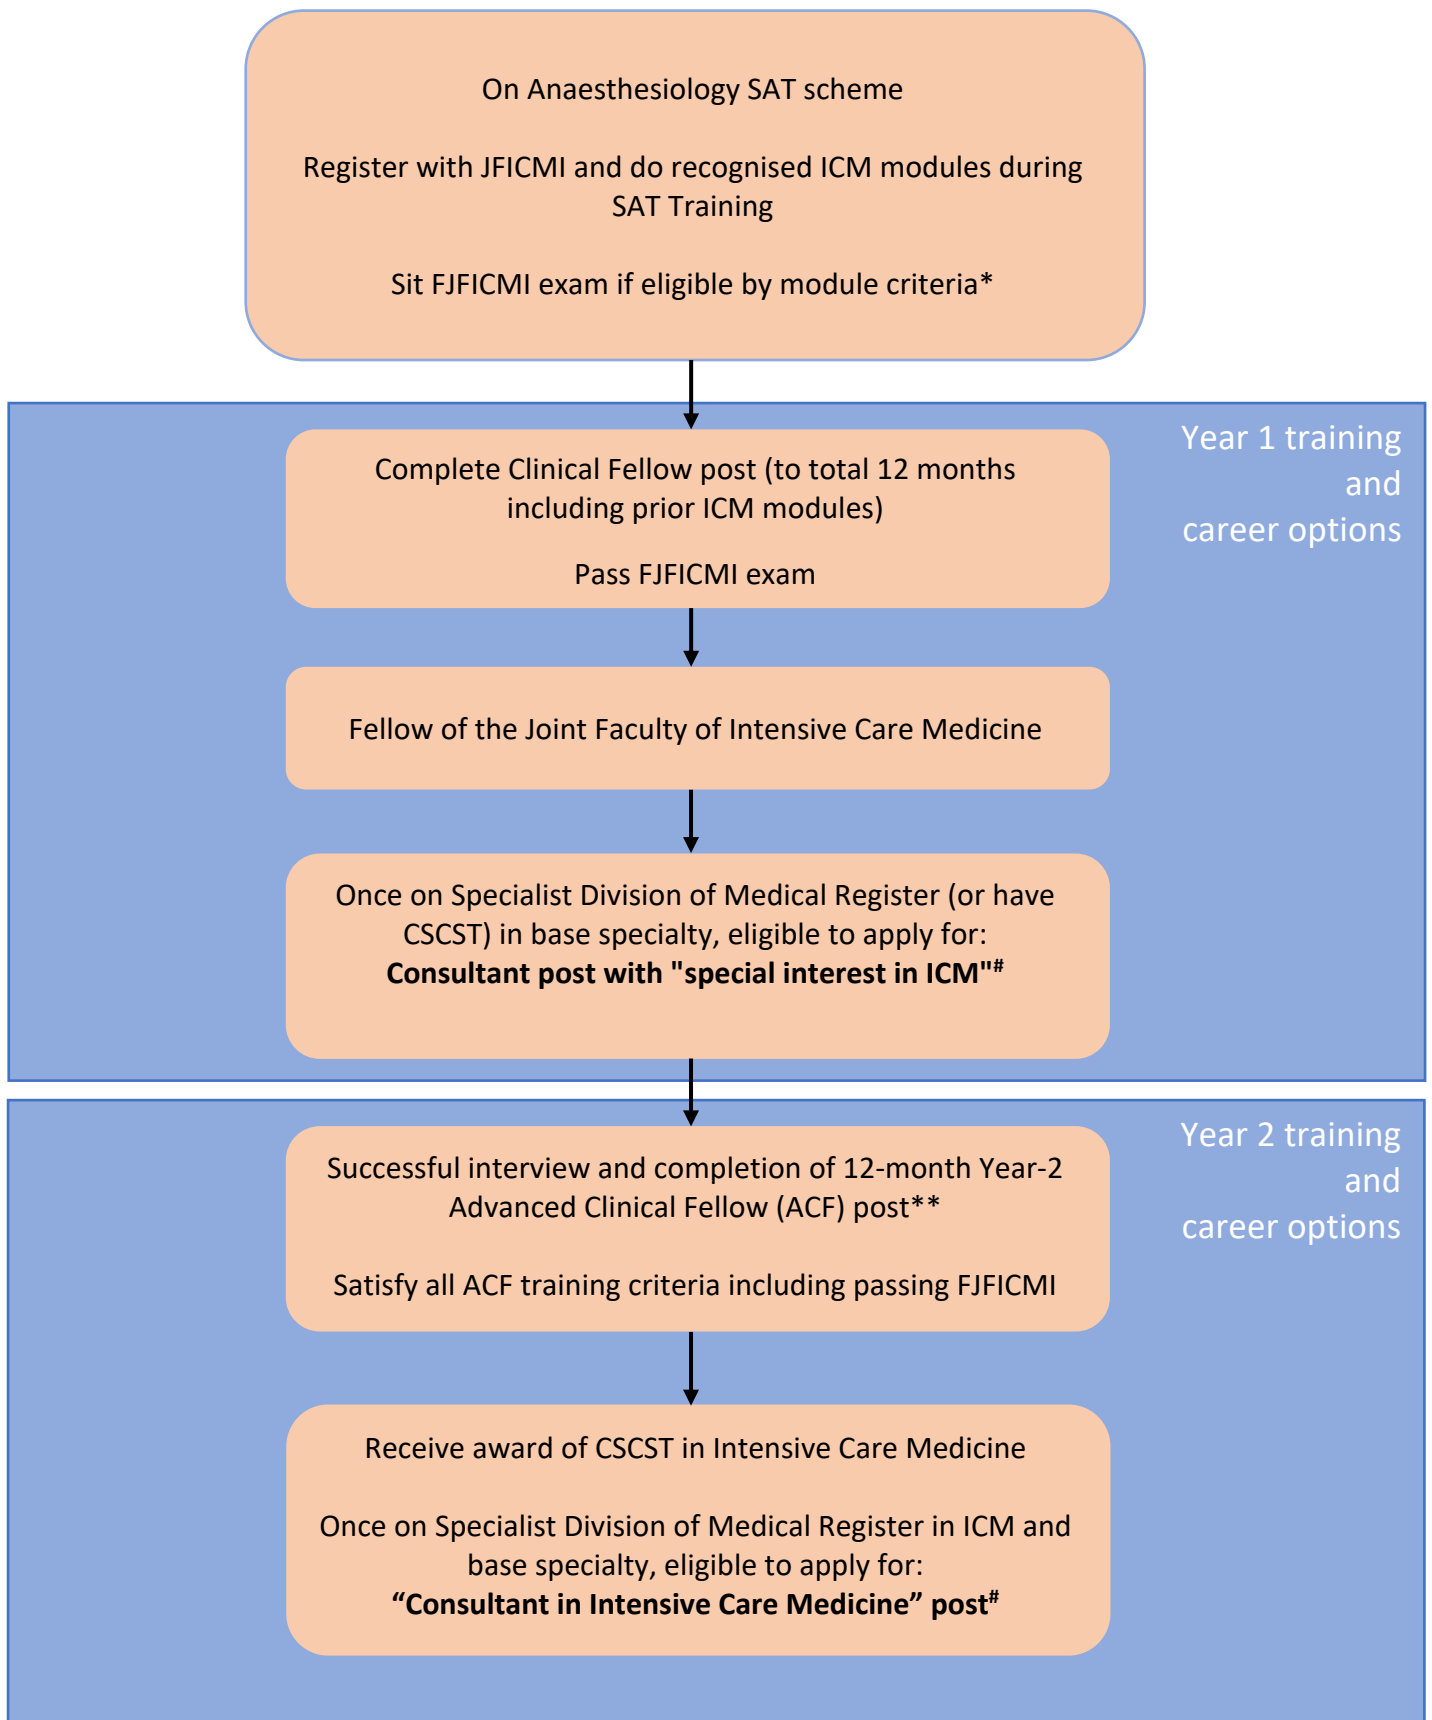 On Anaesthesiology SAT scheme
Register with JFICMI and do recognised ICM modules during
SAT Training
Sit FJFICMI exam if eligible by module criteria*
Year 1 training
and
career options
Complete Clinical Fellow post (to total 12 months
including prior ICM modules)
Pass FJFICMI exam
Fellow of the Joint Faculty of Intensive Care Medicine
Once on Specialist Division of Medical Register (or have
CSCST) in base specialty, eligible to apply for:
Consultant post with "special interest in ICM"#
Year 2 training
and
career options
Successful interview and completion of 12-month Year-2
Advanced Clinical Fellow (ACF) post**
Satisfy all ACF training criteria including passing FJFICMI
Receive award of CSCST in Intensive Care Medicine
Once on Specialist Division of Medical Register in ICM and
base specialty, eligible to apply for:
“Consultant in Intensive Care Medicine” post#